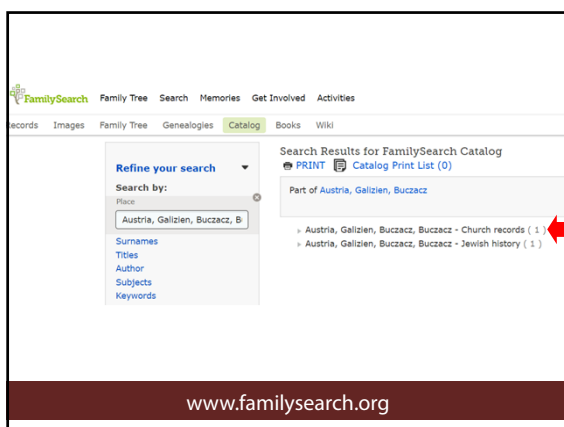 FamilySearch Family Tree Search Memories Get Involved Activities
ecords Images Family Tree Genealogies Catalog Books Wiki
Refine your search
Search by:
Place
Austria, Galizien, Buczacz, B
Surnames
Titles
Author
Subjects
Keywords
Search Results for FamilySearch Catalog
PRINT Catalog Print List (0)
Part of Austria, Galizien, Buczacz
Austria, Galizien, Buczacz, Buczacz - Church records ( 1 )
Austria, Galizien, Buczacz, Buczacz - Jewish history ( 1 )
www.familysearch.org